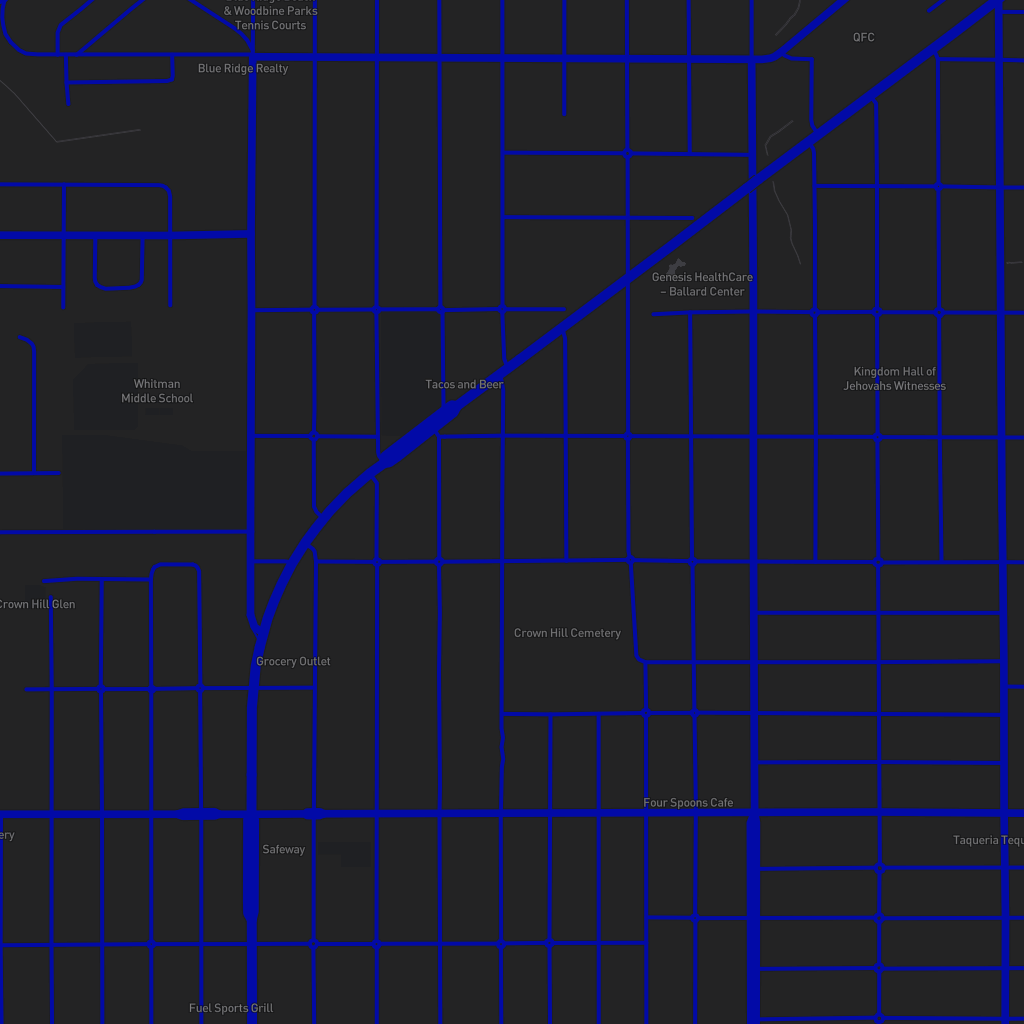 & Woodbine Parks
Tennis Courts
QFC
Blue Ridge Realty
Genesis HealthCare
– Ballard Center
Whitman
Middle School
Tacos and Beer
Kingdom Hall of
Jehovahs Witnesses
Crown Hill Glen
Crown Hill Cemetery
Grocery Outlet
Four Spoons Cafe
ery
Taqueria Tequ
Safeway
Fuel Sports Grill